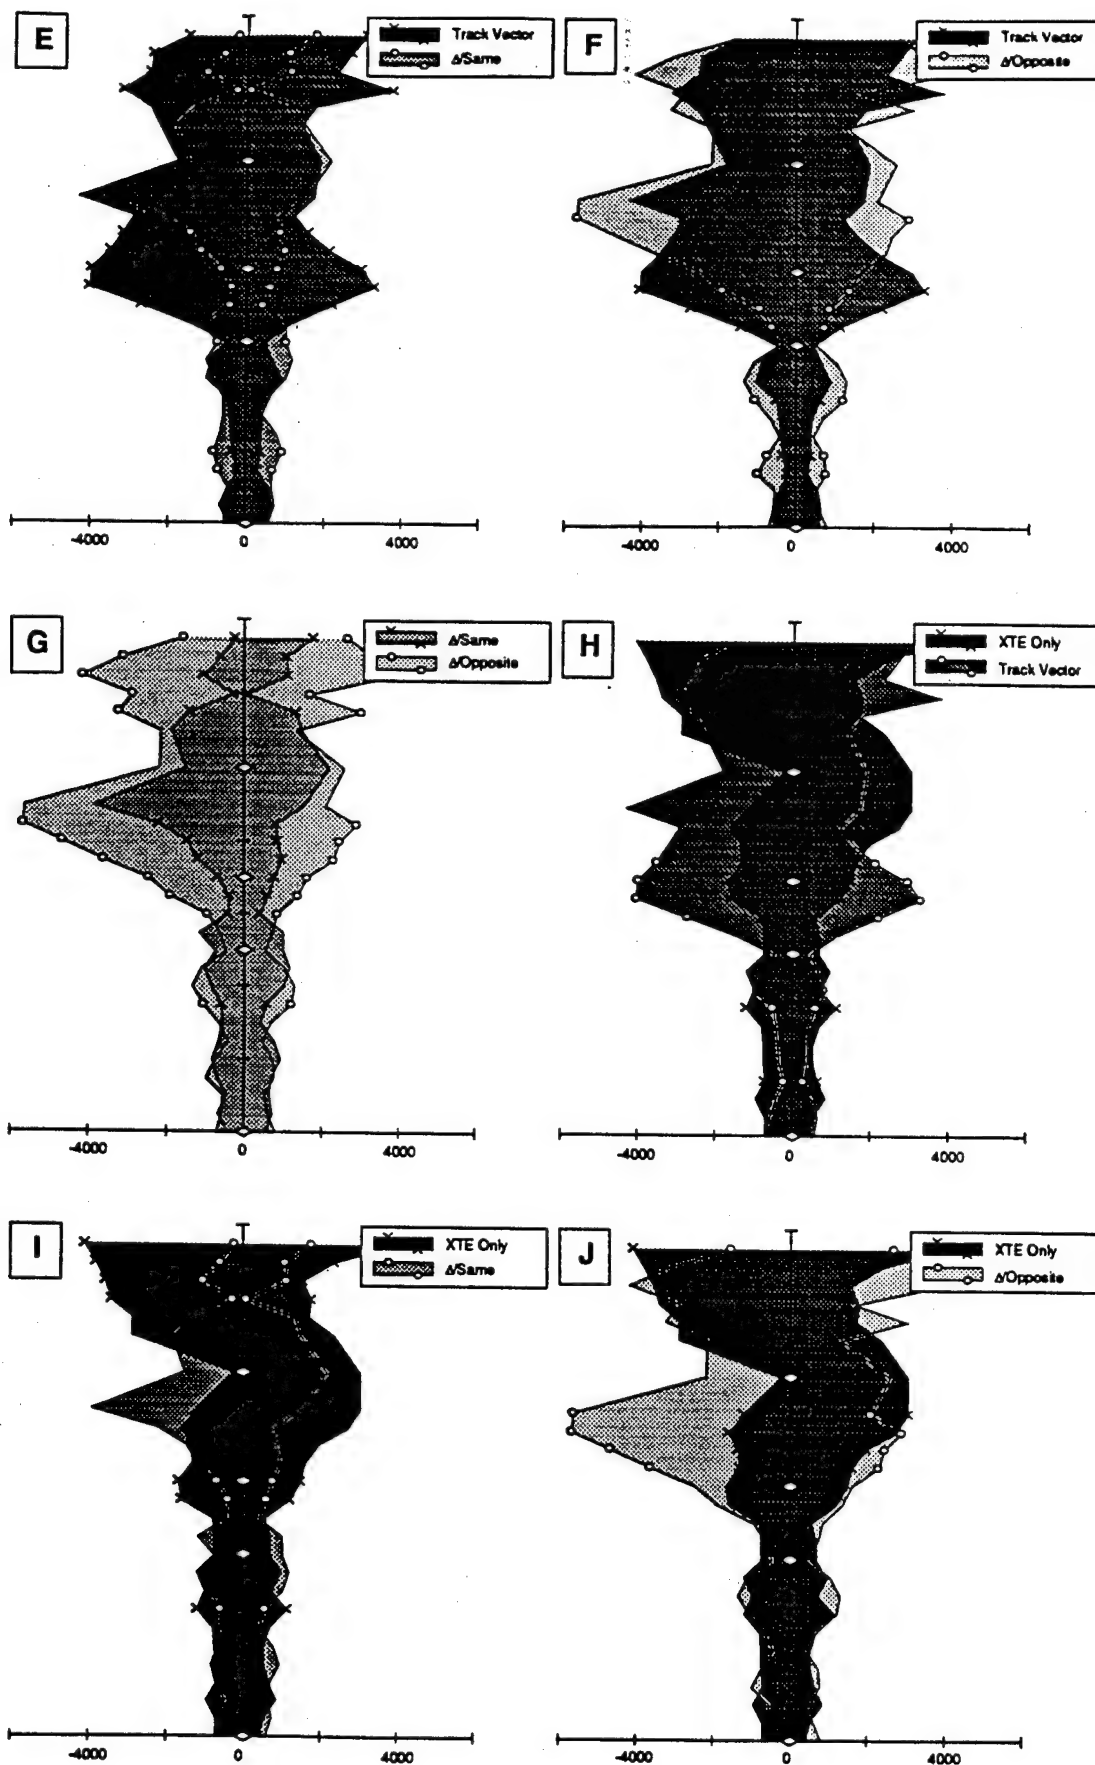 E
T
Track Vector
Δ/Same
-4000
0
4000
F
T
Track Vector
Δ/Opposite
-4000
0
4000
G
T
Δ/Same
Δ/Opposite
-4000
0
4000
H
T
XTE Only
Track Vector
-4000
0
4000
I
T
XTE Only
Δ/Same
-4000
0
4000
J
T
XTE Only
Δ/Opposite
-4000
0
4000